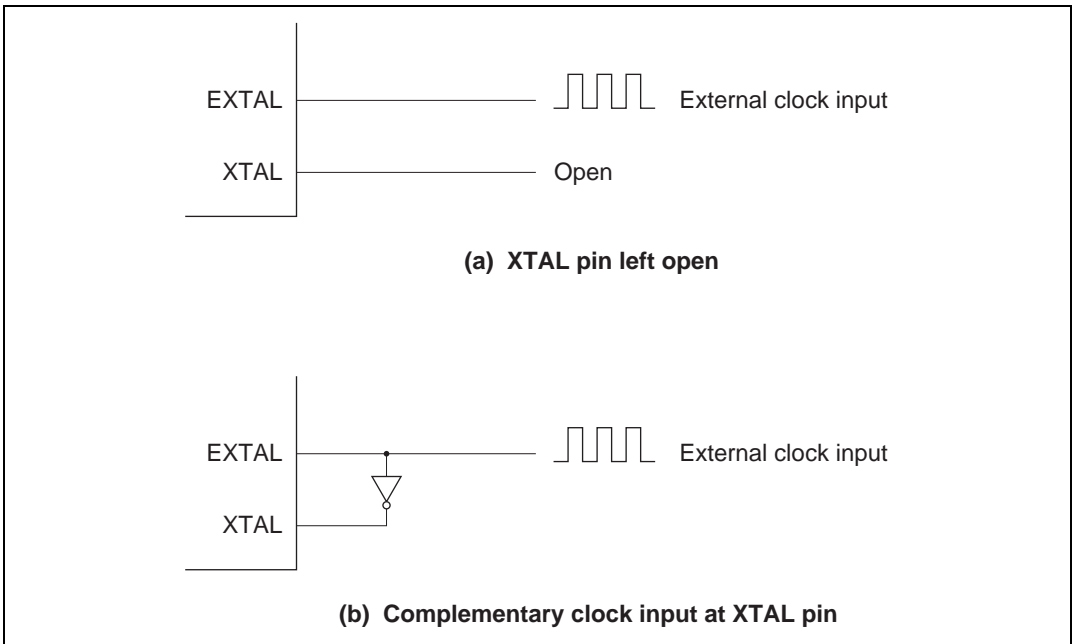 EXTAL
External clock input
XTAL
Open
(a) XTAL pin left open
EXTAL
External clock input
XTAL
(b) Complementary clock input at XTAL pin